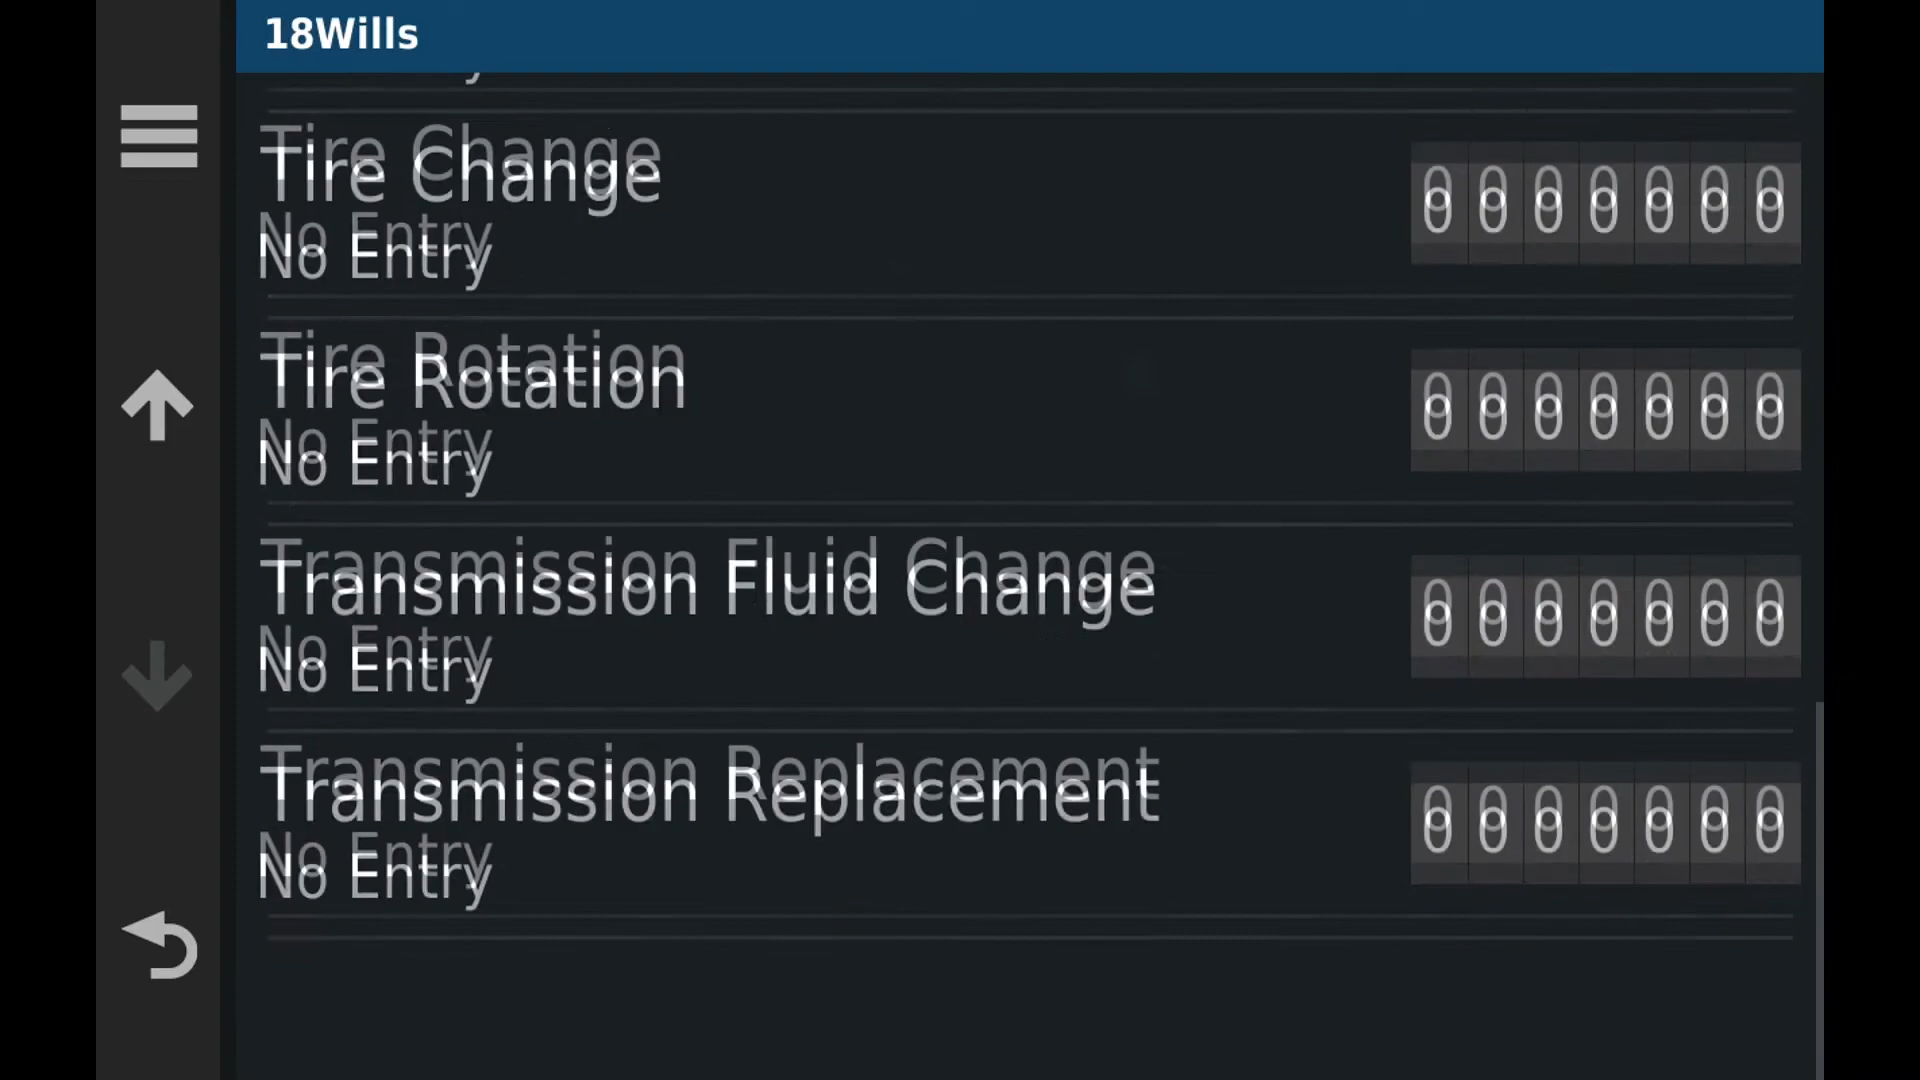 18Wills
Tire Change
No Entry
0000000
Tire Rotation
No Entry
0000000
Transmission Fluid Change
No Entry
0000000
Transmission Replacement
No Entry
0000000